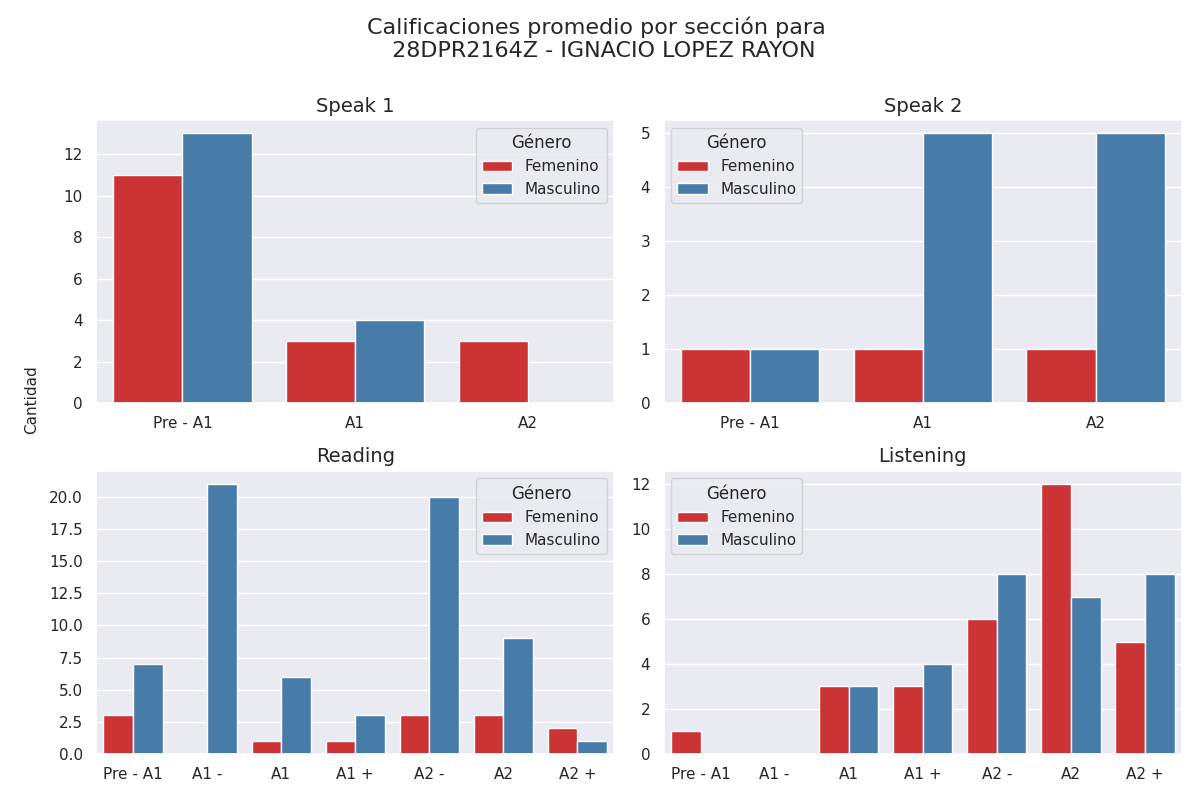 Calificaciones promedio por sección para
28DPR2164Z - IGNACIO LOPEZ RAYON
Cantidad
Speak 1
12
10
8
6
4
2
0
Pre - A1 A1 A2
Género
Femenino
Masculino
Speak 2
5
4
3
2
1
0
Pre - A1 A1 A2
Género
Femenino
Masculino
Reading
20.0
17.5
15.0
12.5
10.0
7.5
5.0
2.5
0.0
Pre - A1 A1 - A1 A1 + A2 - A2 A2 +
Género
Femenino
Masculino
Listening
12
10
8
6
4
2
0
Pre - A1 A1 - A1 A1 + A2 - A2 A2 +
Género
Femenino
Masculino